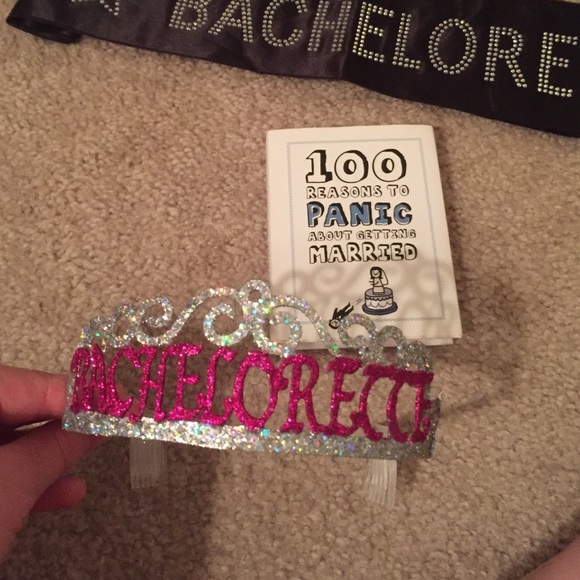 BACHELORE
100
REASONS TO
PANIC
ABOUT GETTING
MARRIED
BACHELORETTE